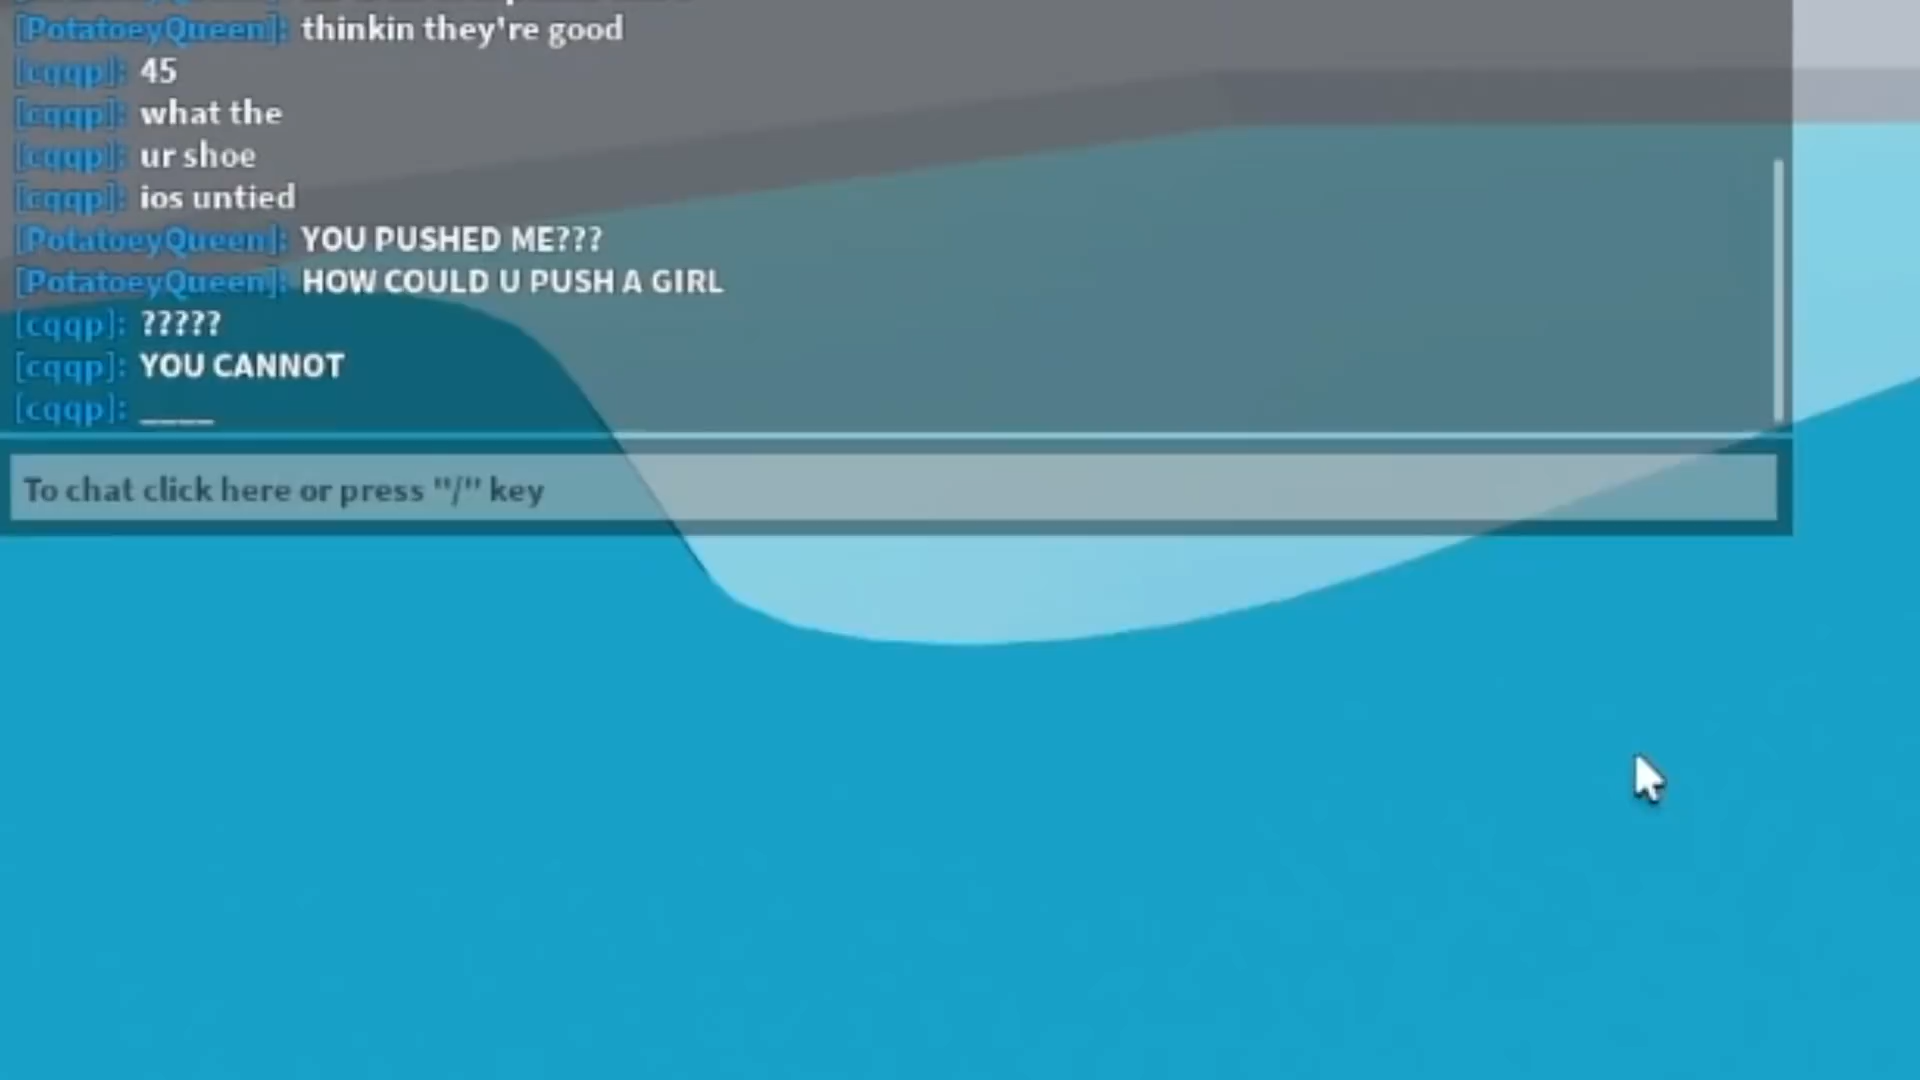 [PotatoeyQueen]: thinkin they're good
[cqqp]: 45
[cqqp]: what the
[cqqp]: ur shoe
[cqqp]: ios untied
[PotatoeyQueen]: YOU PUSHED ME???
[PotatoeyQueen]: HOW COULD U PUSH A GIRL
[cqqp]: ?????
[cqqp]: YOU CANNOT
[cqqp]: ____
To chat click here or press "/" key